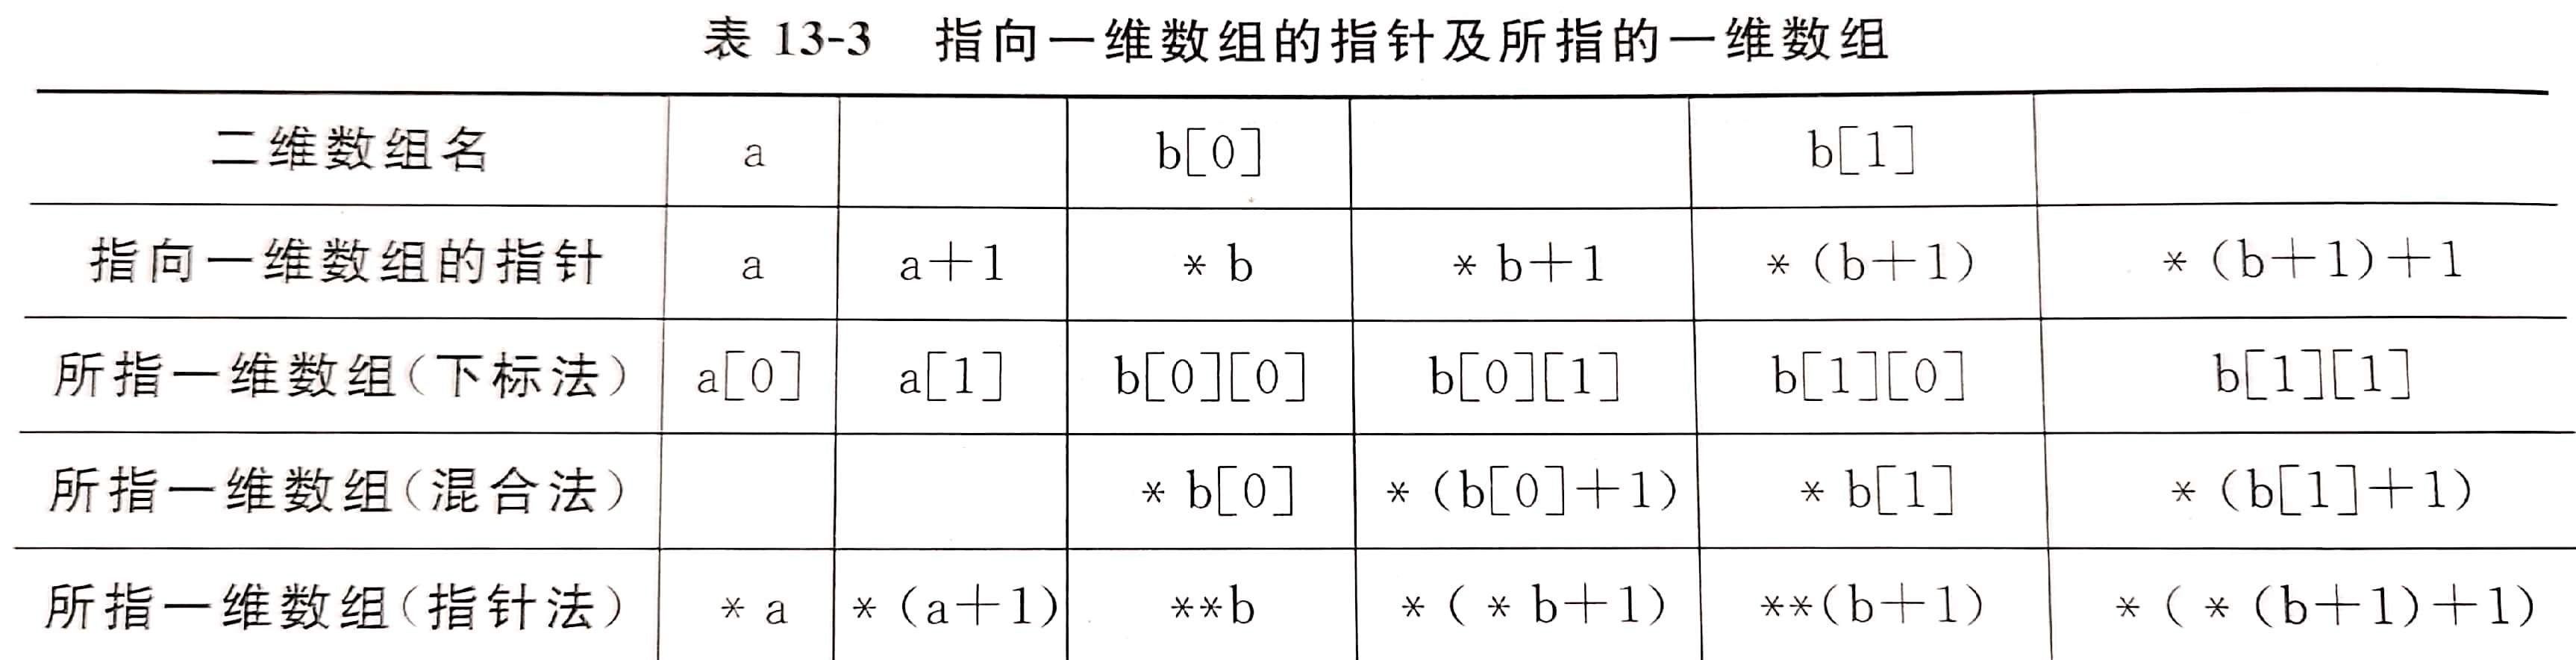 表 13-3 指向一维数组的指针及所指的一维数组
二维数组名 a b[0] b[1]
指向一维数组的指针 a a+1 *b *b+1 *(b+1) *(b+1)+1
所指一维数组(下标法) a[0] a[1] b[0][0] b[0][1] b[1][0] b[1][1]
所指一维数组(混合法) *b[0] *(b[0]+1) *b[1] *(b[1]+1)
所指一维数组(指针法) *a *(a+1) **b *(*b+1) **(b+1) *(*(b+1)+1)